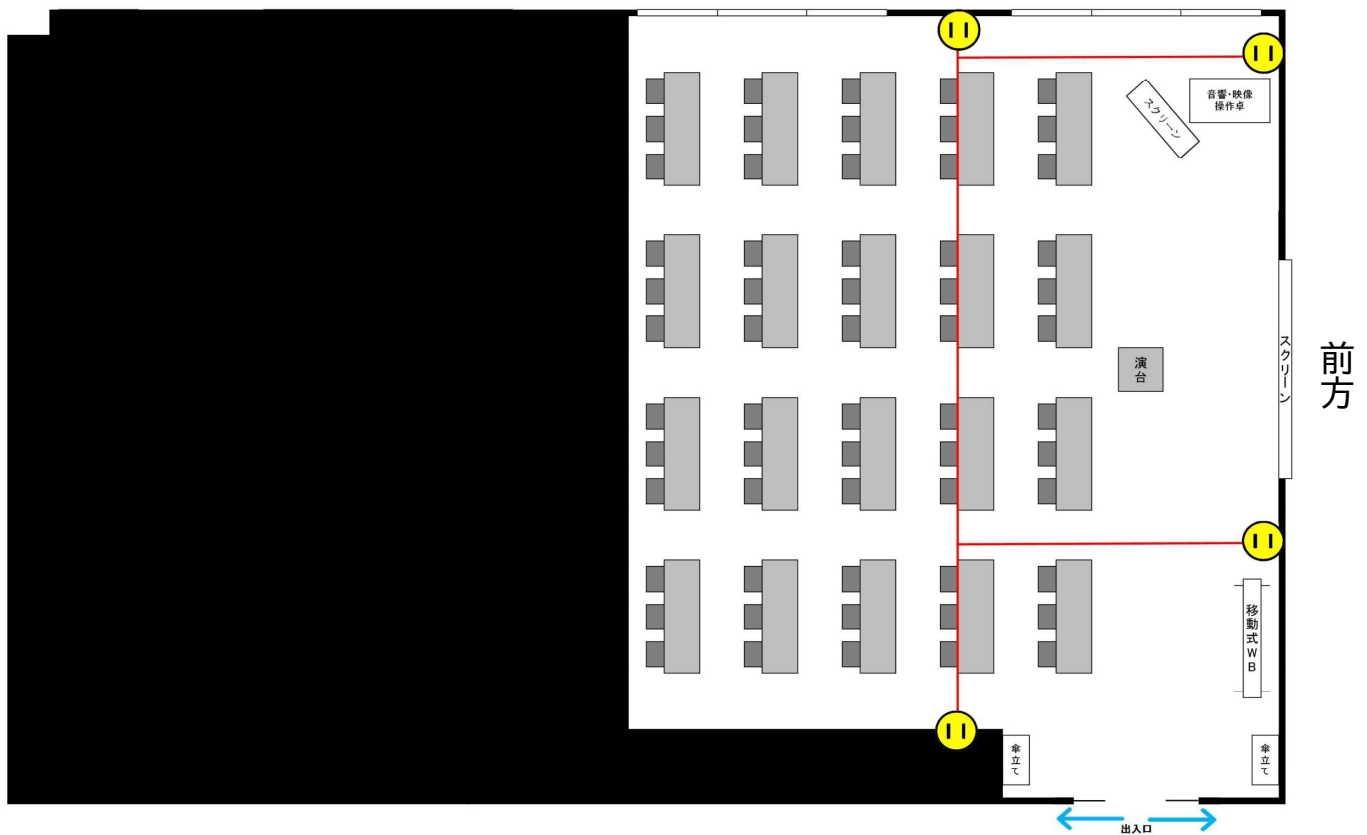 音響・映像
操作卓
スクリーン
演台
スクリーン
前方
移動式WB
傘立て
傘立て
出入口